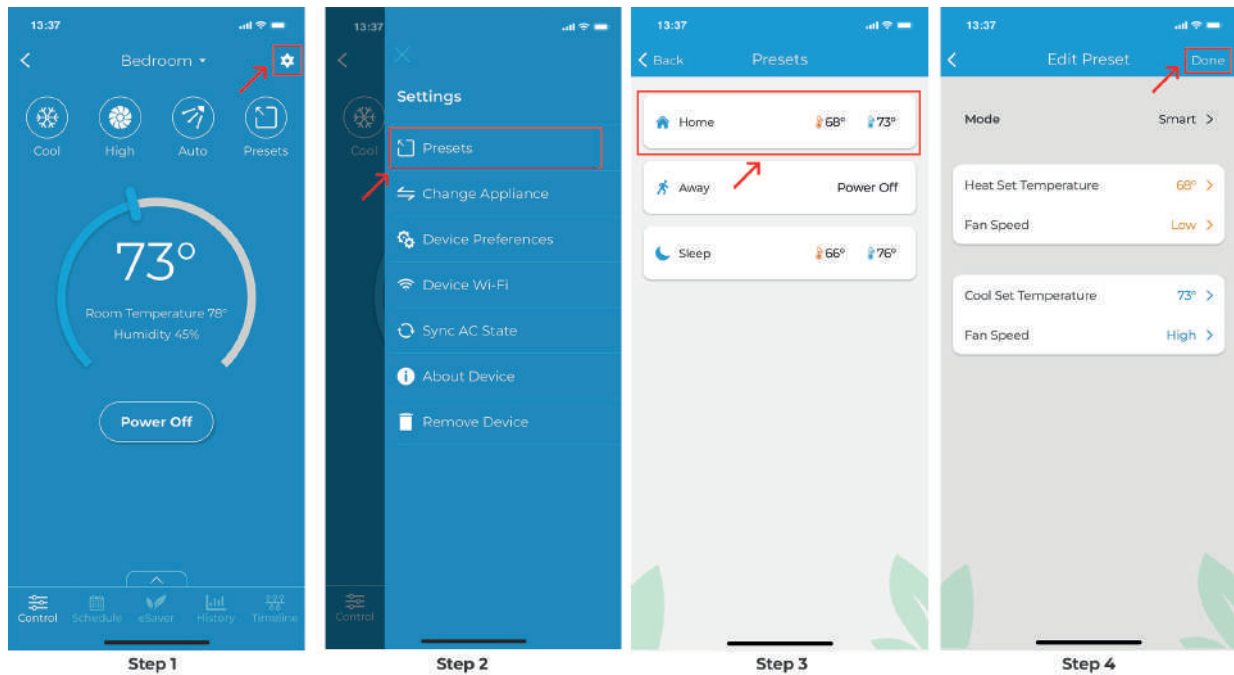 13:37
Bedroom
Cool High Auto Presets
73°
Room Temperature 78°
Humidity 45%
Power Off
Control Schedule eSaver History Timeline
Step 1
13:37
Settings
Cool
Presets
Change Appliance
Device Preferences
Device Wi-Fi
Sync AC State
About Device
Remove Device
Control
Step 2
13:37
Back Presets
Home 68° 73°
Away Power Off
Sleep 66° 76°
Step 3
13:37
Edit Preset Done
Mode Smart
Heat Set Temperature 68°
Fan Speed Low
Cool Set Temperature 73°
Fan Speed High
Step 4